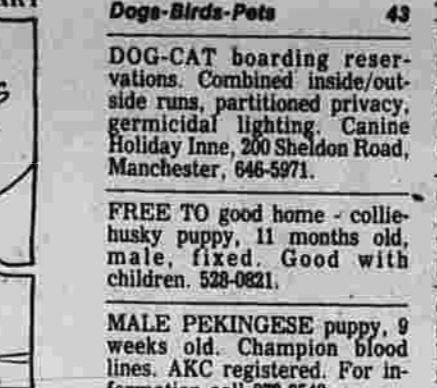 Dogs-Birds-Pets 43
DOG-CAT boarding reser-
vations. Combined inside/out-
side runs, partitioned privacy,
germicidal lighting. Canine
Holiday Inne, 200 Sheldon Road,
Manchester, 646-5971.
FREE TO good home - collie-
husky puppy, 11 months old,
male, fixed. Good with
children. 528-0821.
MALE PEKINGESE puppy, 9
weeks old. Champion blood
lines. AKC registered. For in-
formation call